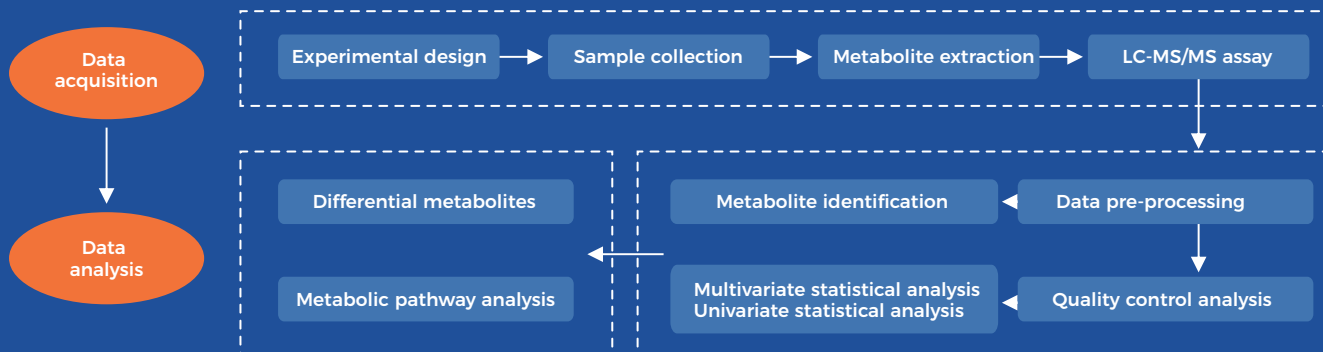 Data
acquisition
Experimental design
Sample collection
Metabolite extraction
LC-MS/MS assay
Data
analysis
Differential metabolites
Metabolite identification
Data pre-processing
Metabolic pathway analysis
Multivariate statistical analysis
Univariate statistical analysis
Quality control analysis